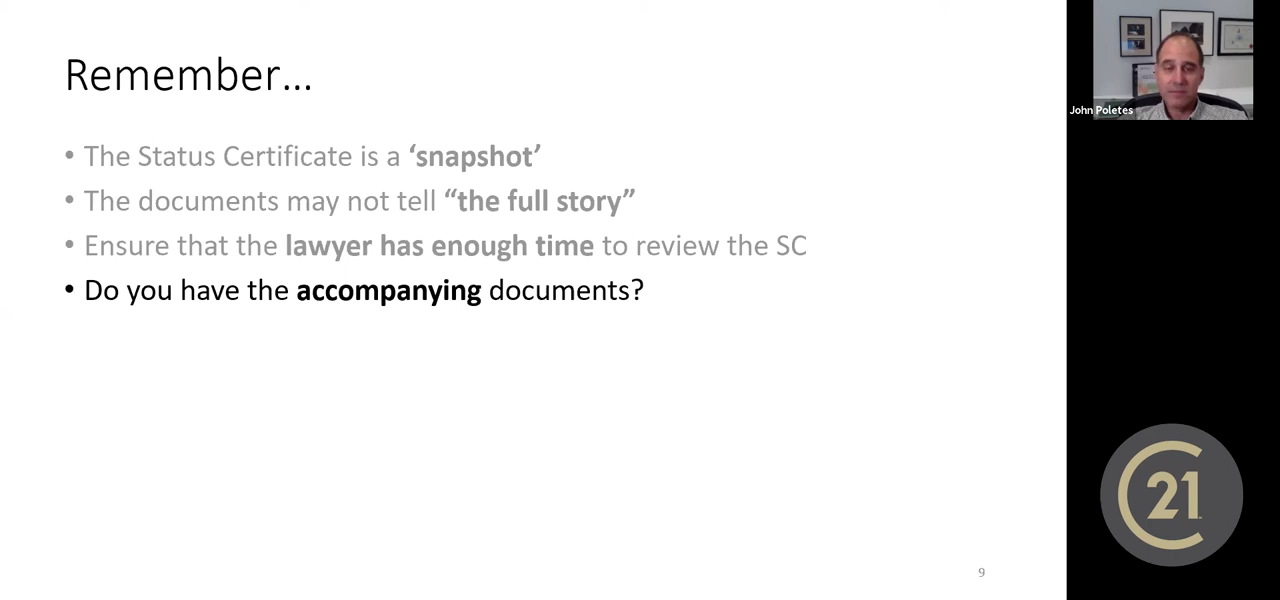 Remember...
• The Status Certificate is a ‘snapshot’
• The documents may not tell “the full story”
• Ensure that the lawyer has enough time to review the SC
• Do you have the accompanying documents?
9
John Poletes
C21